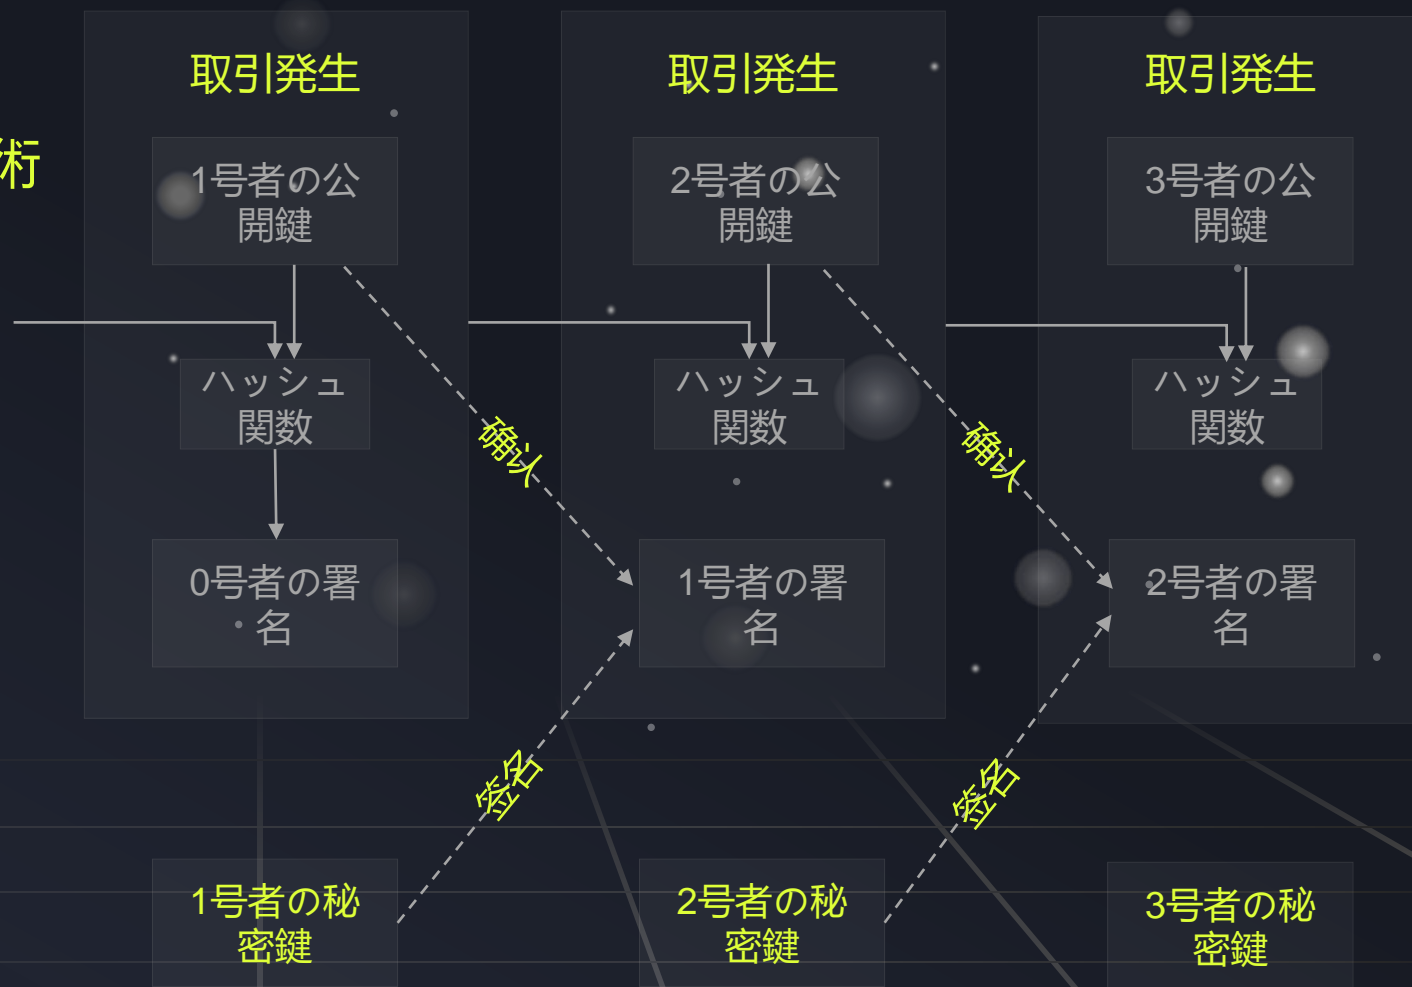 術
取引発生
1号者の公
開鍵
ハッシュ
関数
0号者の署
名
取引発生
2号者の公
開鍵
ハッシュ
関数
1号者の署
名
取引発生
3号者の公
開鍵
ハッシュ
関数
2号者の署
名
确认
确认
签名
签名
1号者の秘
密鍵
2号者の秘
密鍵
3号者の秘
密鍵